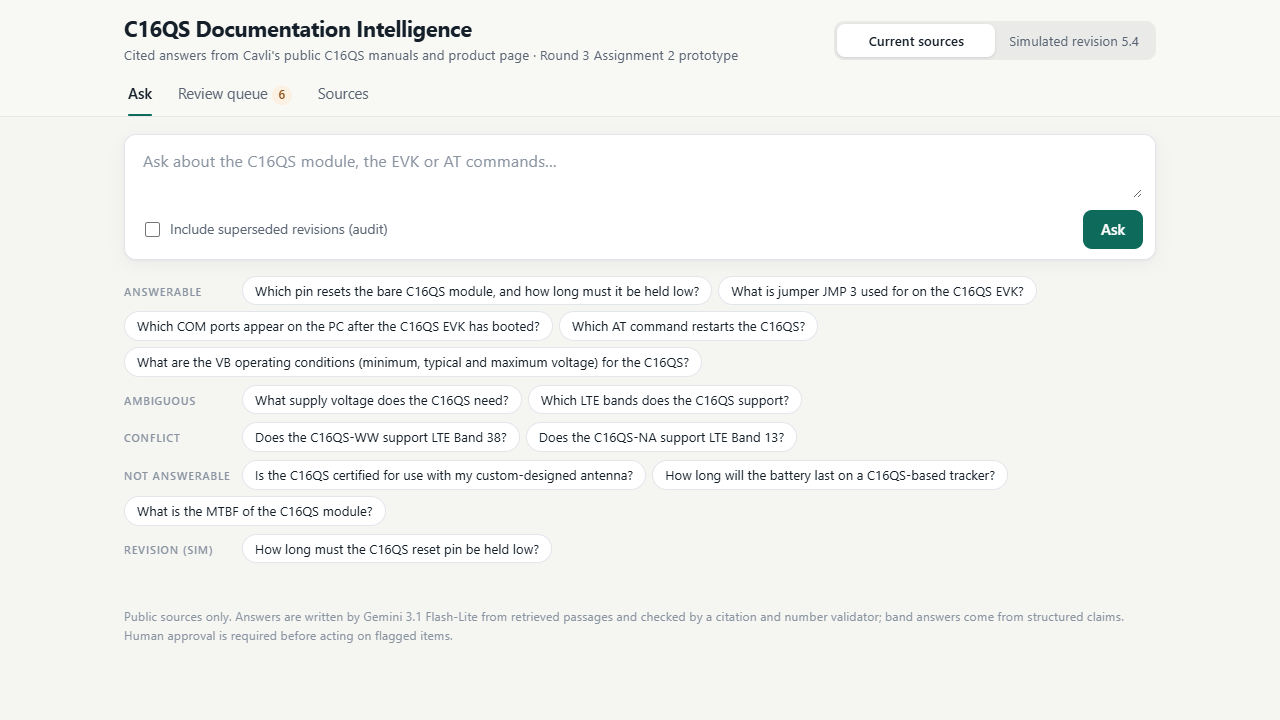 C16QS Documentation Intelligence
Cited answers from Cavli's public C16QS manuals and product page · Round 3 Assignment 2 prototype
Current sources
Simulated revision 5.4
Ask
Review queue 6
Sources
Ask about the C16QS module, the EVK or AT commands...
Include superseded revisions (audit)
Ask
ANSWERABLE
Which pin resets the bare C16QS module, and how long must it be held low?
What is jumper JMP 3 used for on the C16QS EVK?
Which COM ports appear on the PC after the C16QS EVK has booted?
Which AT command restarts the C16QS?
What are the VB operating conditions (minimum, typical and maximum voltage) for the C16QS?
AMBIGUOUS
What supply voltage does the C16QS need?
Which LTE bands does the C16QS support?
CONFLICT
Does the C16QS-WW support LTE Band 38?
Does the C16QS-NA support LTE Band 13?
NOT ANSWERABLE
Is the C16QS certified for use with my custom-designed antenna?
How long will the battery last on a C16QS-based tracker?
What is the MTBF of the C16QS module?
REVISION (SIM)
How long must the C16QS reset pin be held low?
Public sources only. Answers are written by Gemini 3.1 Flash-Lite from retrieved passages and checked by a citation and number validator; band answers come from structured claims.
Human approval is required before acting on flagged items.